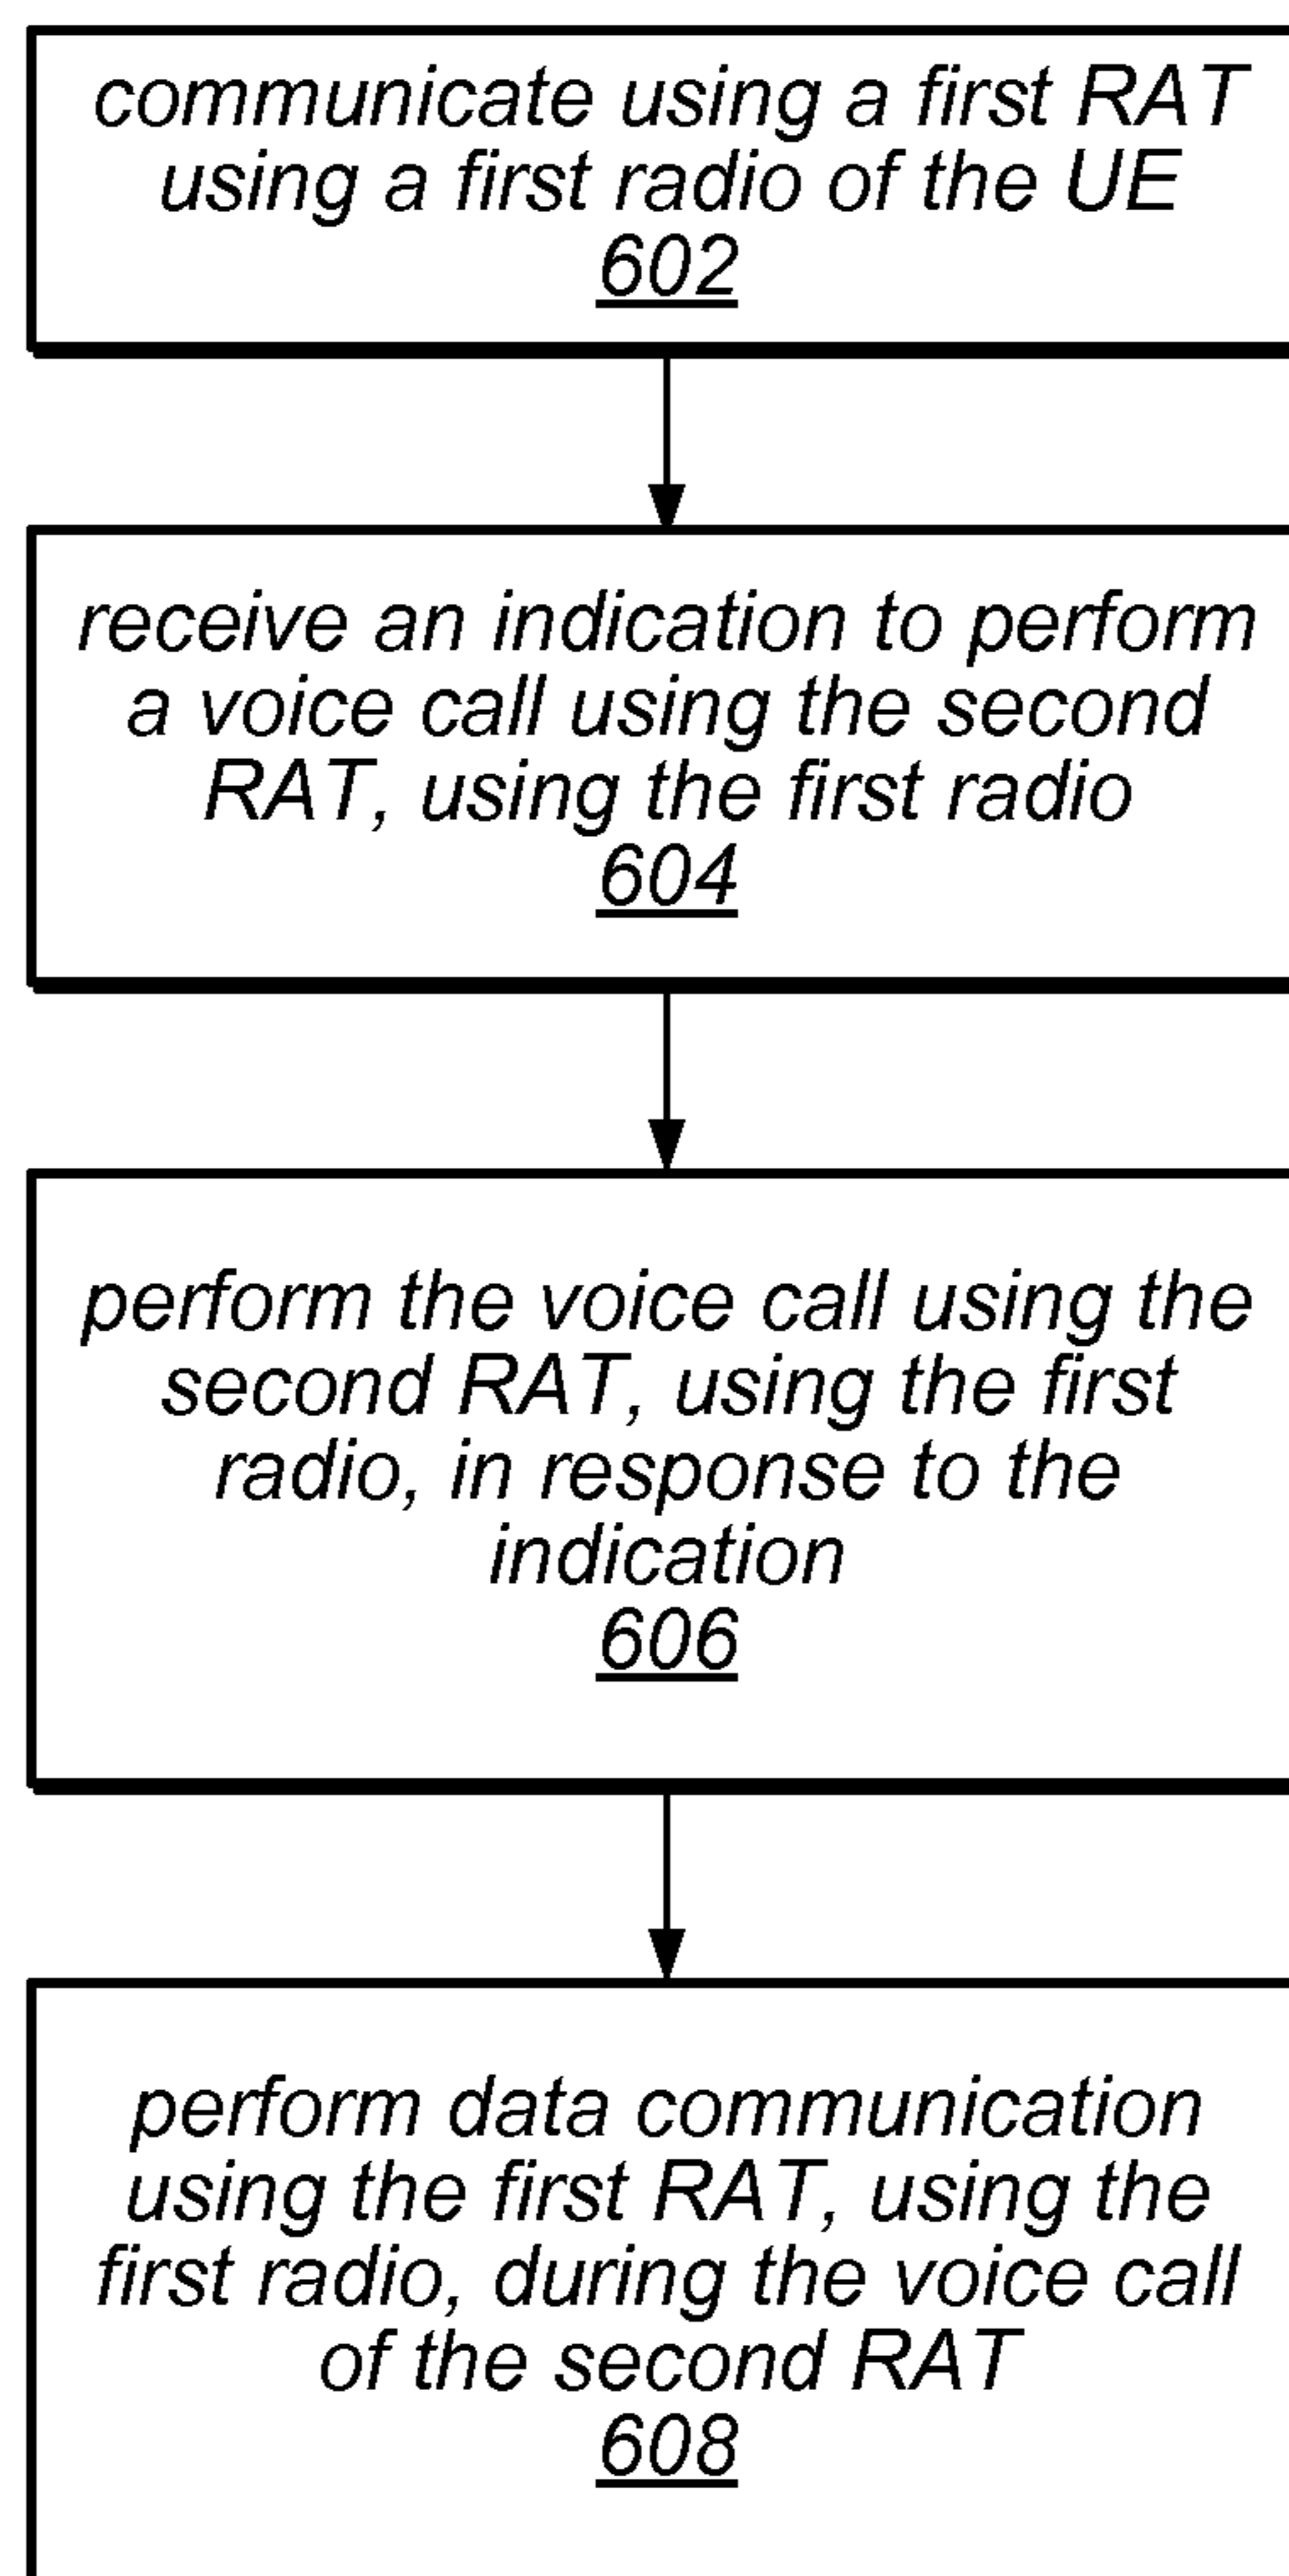 communicate using a first RAT
using a first radio of the UE
602
receive an indication to perform
a voice call using the second
RAT, using the first radio
604
perform the voice call using the
second RAT, using the first
radio, in response to the
indication
606
perform data communication
using the first RAT, using the
first radio, during the voice call
of the second RAT
608